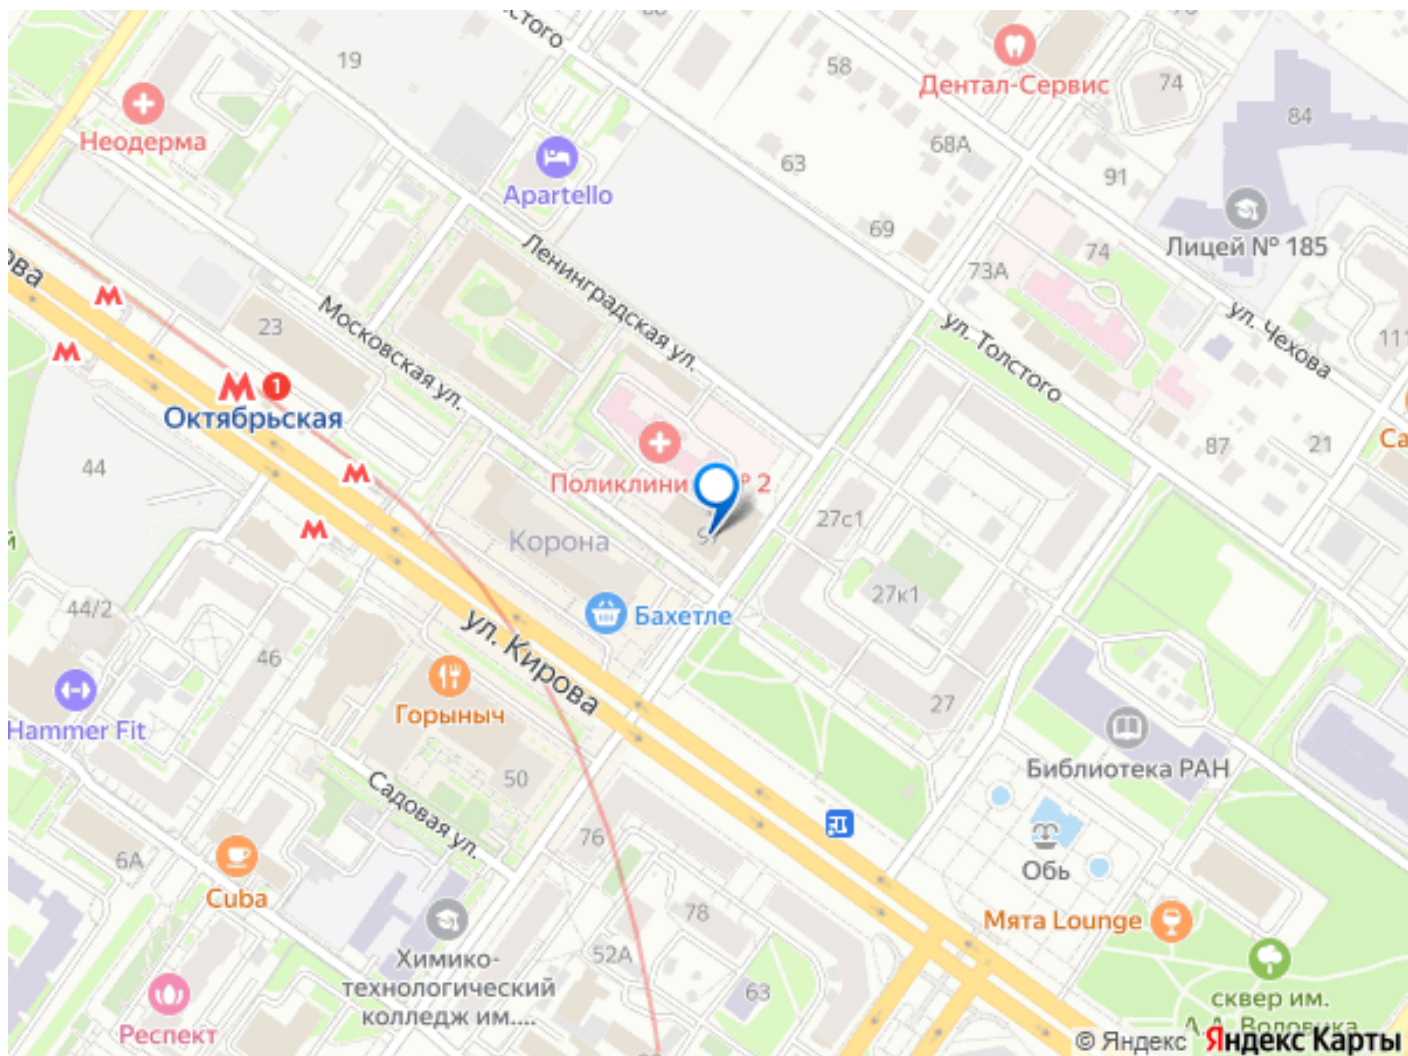 19
58
Дентал-Сервис
74
84
Неодерма
Apartello
63
68А
91
Лицей № 185
69
74
73А
Ленинградская ул.
ул. Толстого
ул. Чехова
23
Московская ул.
1
Октябрьская
44
87
21
27с1
Корона
27к1
44/2
Бахетле
ул. Кирова
46
Hammer Fit
Горыныч
27
Библиотека РАН
50
Садовая ул.
76
6А
Cuba
Обь
Мята Lounge
78
52А
Химико-
технологический
колледж им....
63
Респект
сквер им.
А.А. Воловика
© Яндекс Яндекс Карты